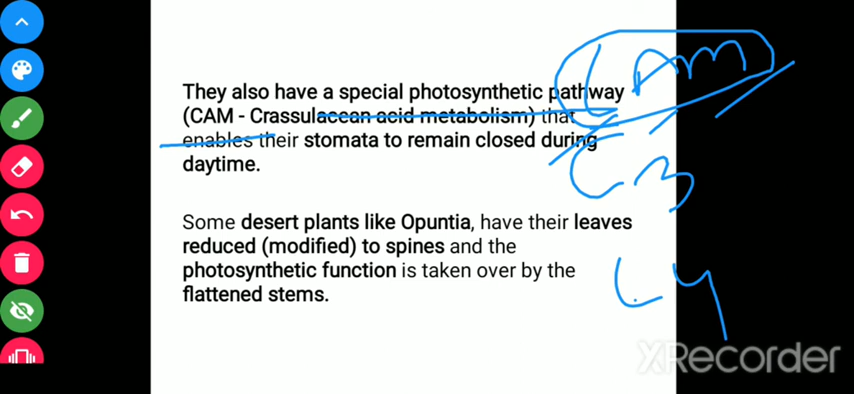 They also have a special photosynthetic pathway
(CAM - Crassulacean acid metabolism) that
enables their stomata to remain closed during
daytime.
Some desert plants like Opuntia, have their leaves
reduced (modified) to spines and the
photosynthetic function is taken over by the
flattened stems.
CAM
C3
C4
XRecorder